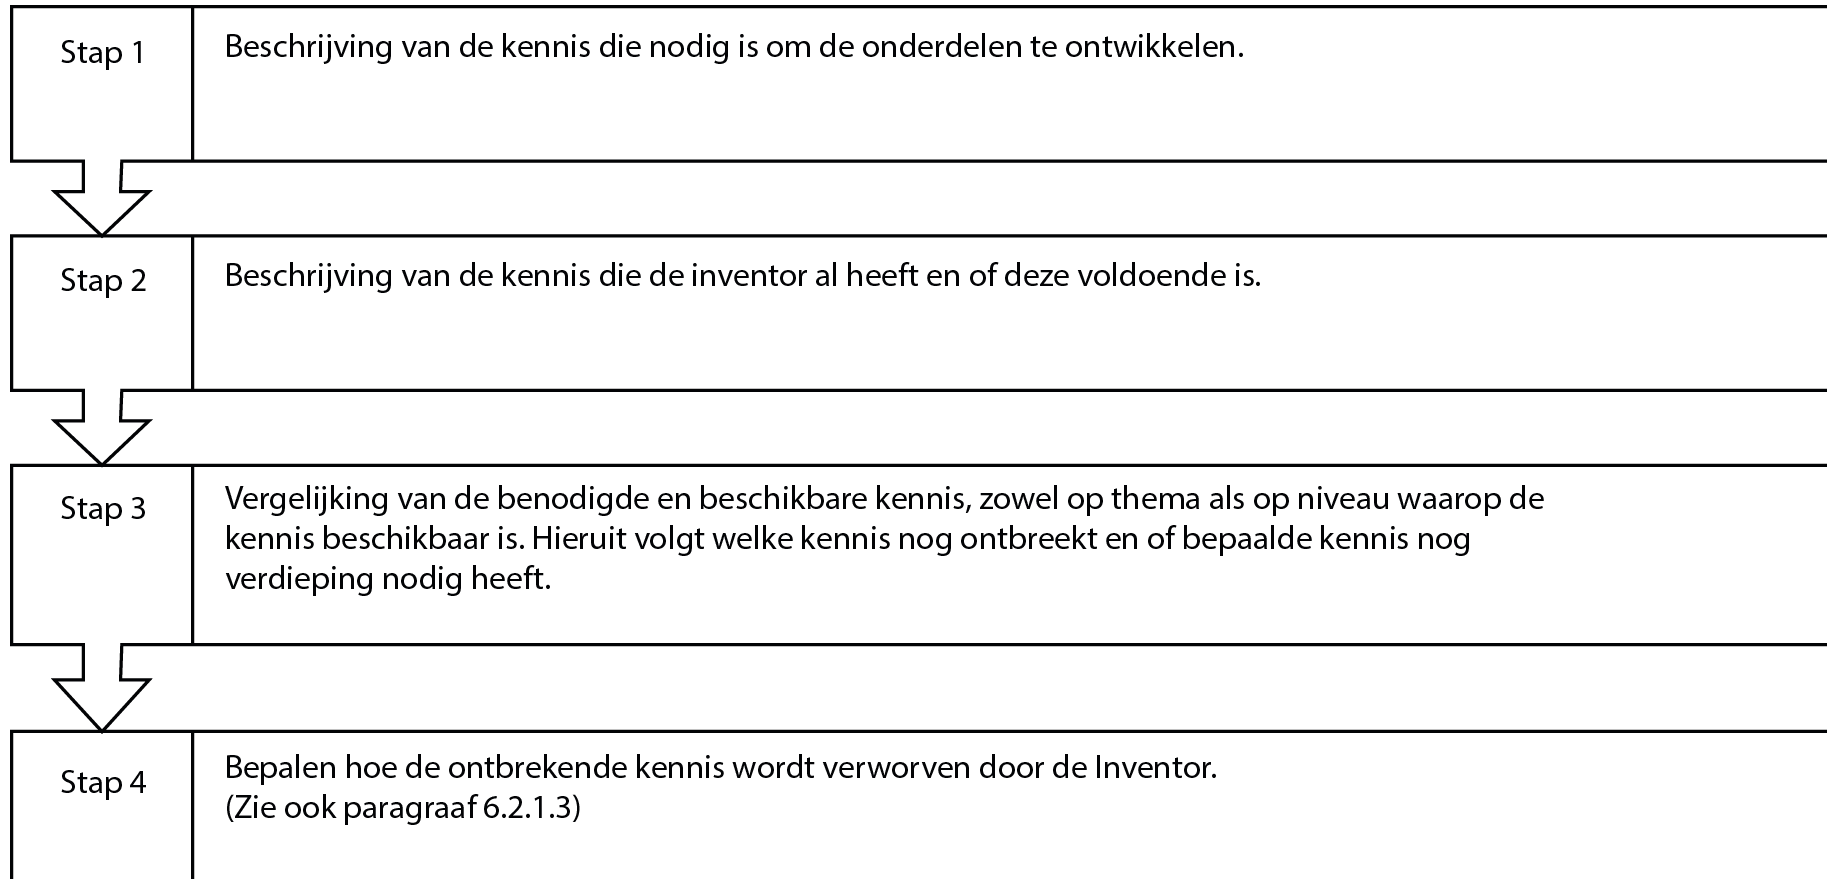 Stap 1
Beschrijving van de kennis die nodig is om de onderdelen te ontwikkelen.
Stap 2
Beschrijving van de kennis die de inventor al heeft en of deze voldoende is.
Stap 3
Vergelijking van de benodigde en beschikbare kennis, zowel op thema als op niveau waarop de
kennis beschikbaar is. Hieruit volgt welke kennis nog ontbreekt en of bepaalde kennis nog
verdieping nodig heeft.
Stap 4
Bepalen hoe de ontbrekende kennis wordt verworven door de Inventor.
(Zie ook paragraaf 6.2.1.3)